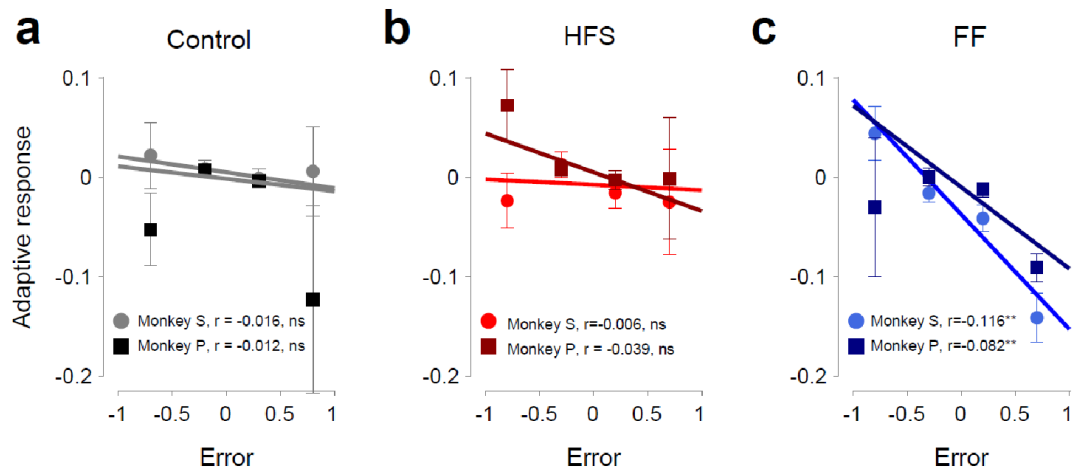 a
Control
b
HFS
c
FF
Adaptive response
0.1
0
-0.1
-0.2
Monkey S, r = -0.016, ns
Monkey P, r = -0.012, ns
-1 -0.5 0 0.5 1
Error
0.1
0
-0.1
-0.2
Monkey S, r=-0.006, ns
Monkey P, r = -0.039, ns
-1 -0.5 0 0.5 1
Error
0.1
0
-0.1
-0.2
Monkey S, r=-0.116**
Monkey P, r=-0.082**
-1 -0.5 0 0.5 1
Error